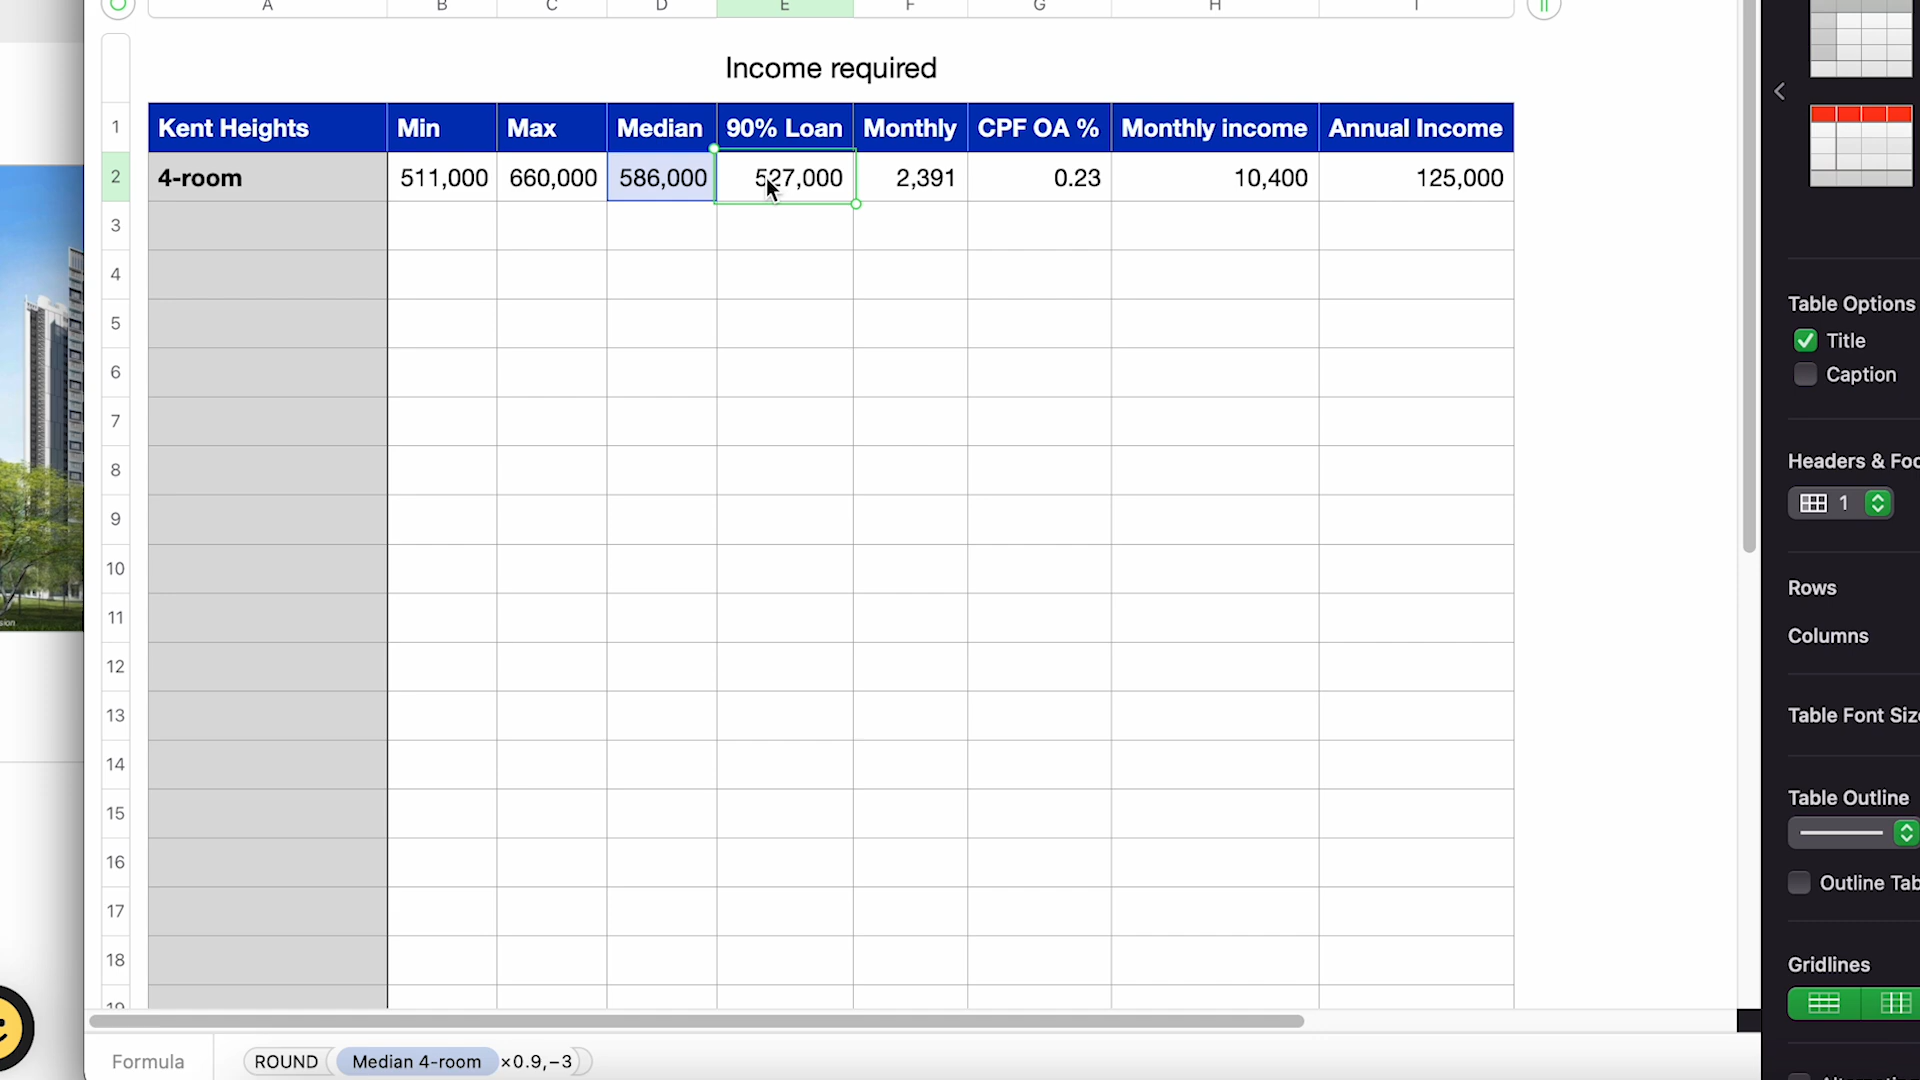 A B C D E F G H I
Income required
1 Kent Heights Min Max Median 90% Loan Monthly CPF OA % Monthly income Annual Income
2 4-room 511,000 660,000 586,000 527,000 2,391 0.23 10,400 125,000
3
4
5
6
7
8
9
10
11
12
13
14
15
16
17
18
19
Table Options
Title
Caption
Headers & Foo
1
Rows
Columns
Table Font Size
Table Outline
Outline Tab
Gridlines
Formula ROUND Median 4-room ×0.9,−3